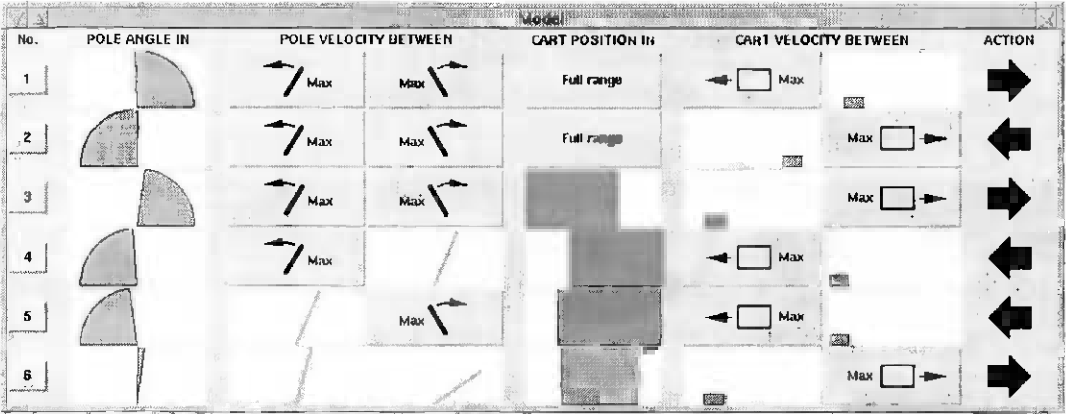 Model
No. POLE ANGLE IN POLE VELOCITY BETWEEN CART POSITION IN CART VELOCITY BETWEEN ACTION
1 Max Max Full range Max
2 Max Max Full range Max
3 Max Max Max
4 Max Max
5 Max Max
6 Max